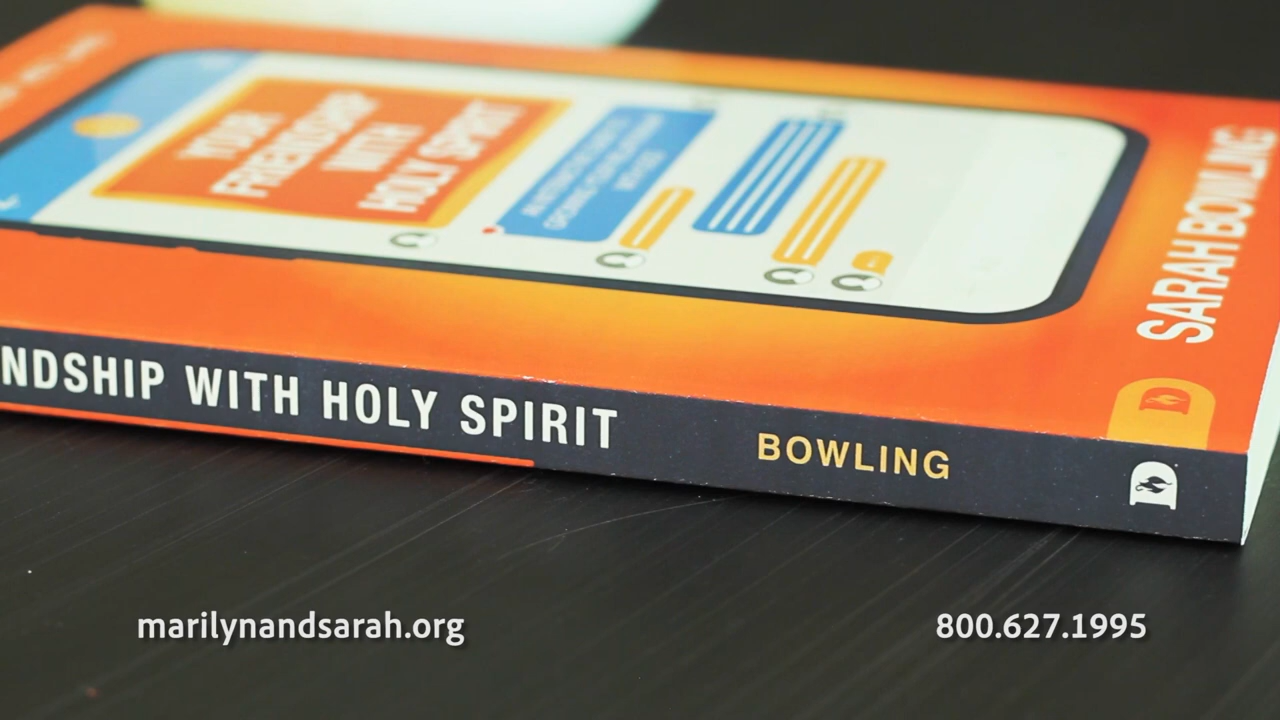 YOUR
FRIENDSHIP
WITH
HOLY SPIRIT
SARAH BOWLING
NDSHIP WITH HOLY SPIRIT
BOWLING
marilynandsarah.org
800.627.1995